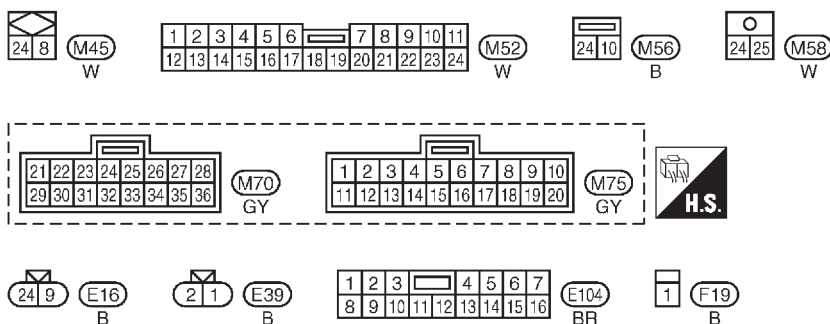 24 8 M45
W
1 2 3 4 5 6 7 8 9 10 11
12 13 14 15 16 17 18 19 20 21 22 23 24
M52
W
24 10 M56
B
24 25 M58
W
21 22 23 24 25 26 27 28
29 30 31 32 33 34 35 36
M70
GY
1 2 3 4 5 6 7 8 9 10
11 12 13 14 15 16 17 18 19 20
M75
GY
H.S.
24 9 E16
B
2 1 E39
B
1 2 3 4 5 6 7
8 9 10 11 12 13 14 15 16
E104
BR
1 F19
B